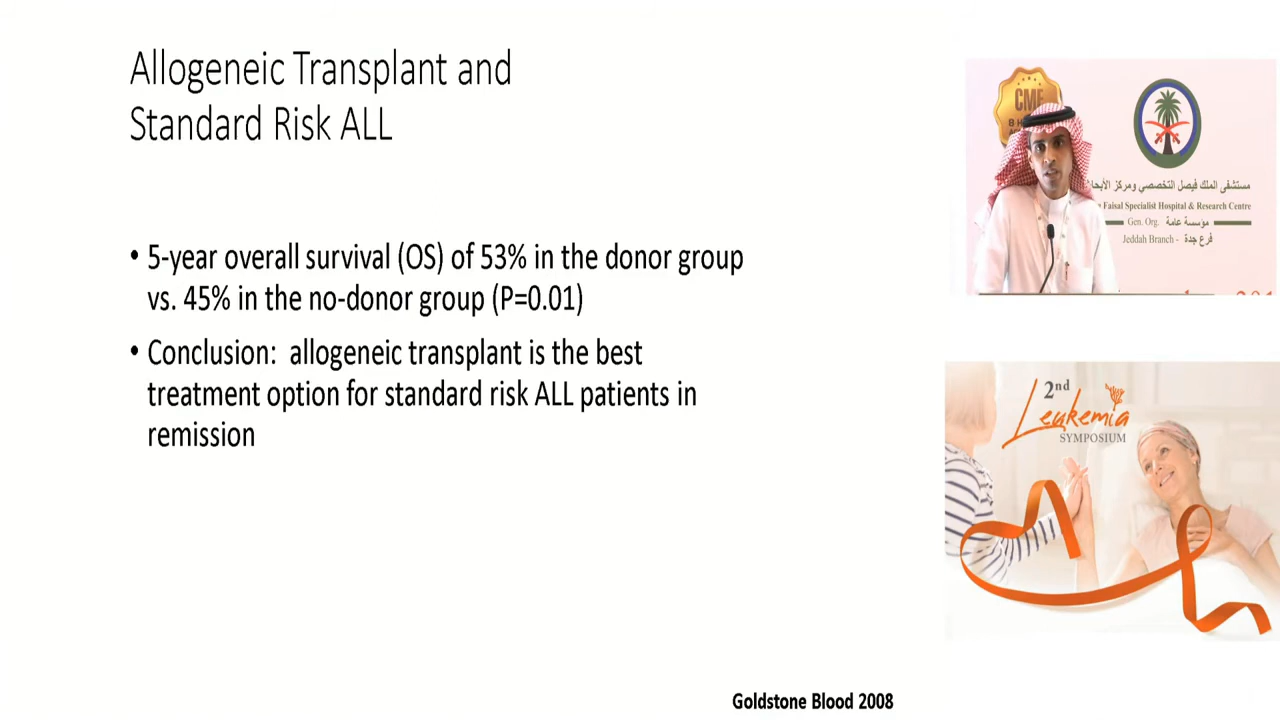 Allogeneic Transplant and
Standard Risk ALL
• 5-year overall survival (OS) of 53% in the donor group
vs. 45% in the no-donor group (P=0.01)
• Conclusion: allogeneic transplant is the best
treatment option for standard risk ALL patients in
remission
Goldstone Blood 2008
CME
مستشفى الملك فيصل التخصصي ومركز الأبحاث
Faisal Specialist Hospital & Research Centre
Gen. Org. مؤسسة عامة
Jeddah Branch - فرع جدة
2nd
Leukemia
SYMPOSIUM